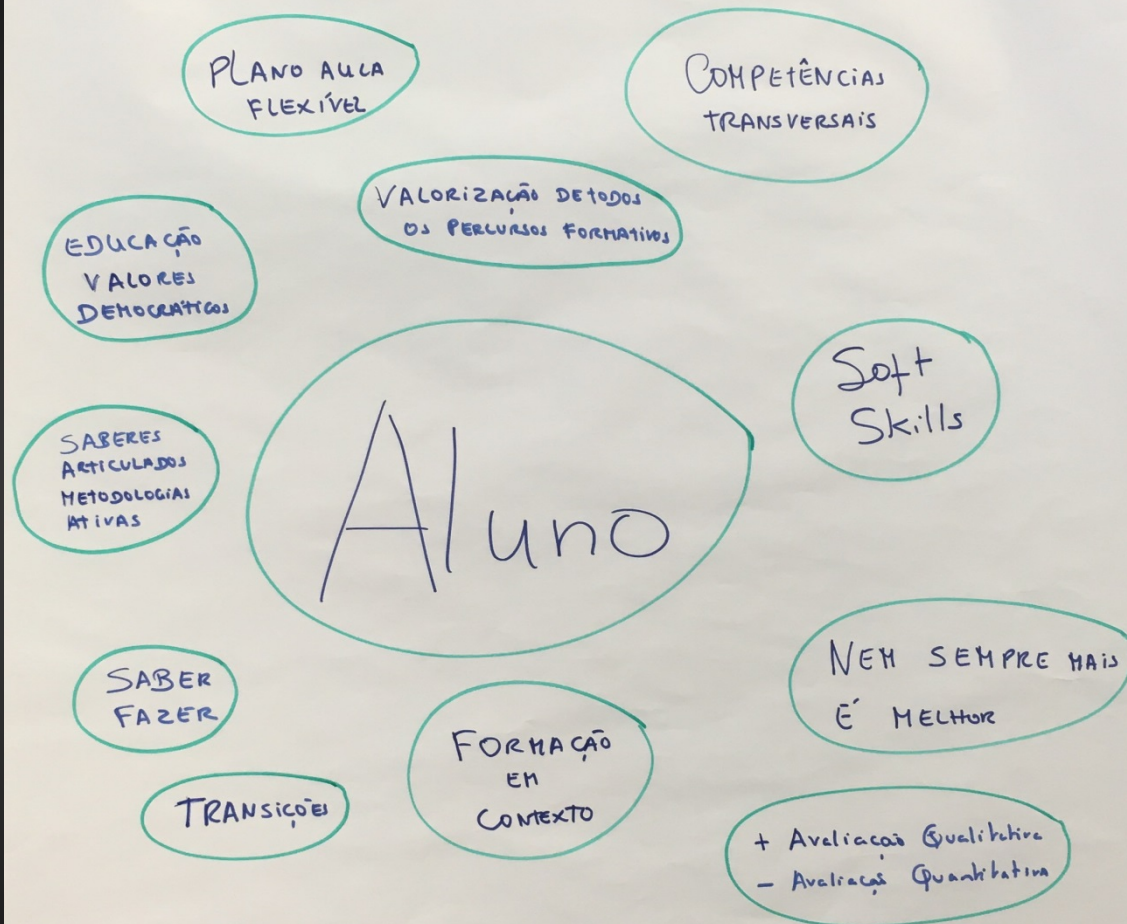 PLANO AULA
FLEXÍVEL
COMPETÊNCIAS
TRANSVERSAIS
VALORIZAÇÃO DE TODOS
OS PERCURSOS FORMATIVOS
EDUCAÇÃO
VALORES
DEMOCRÁTICOS
Soft
Skills
SABERES
ARTICULADOS
METODOLOGIAS
ATIVAS
Aluno
NEM SEMPRE MAIS
É MELHOR
SABER
FAZER
FORMAÇÃO
EM
CONTEXTO
TRANSIÇÕES
+ Avaliação Qualitativa
- Avaliação Quantitativa